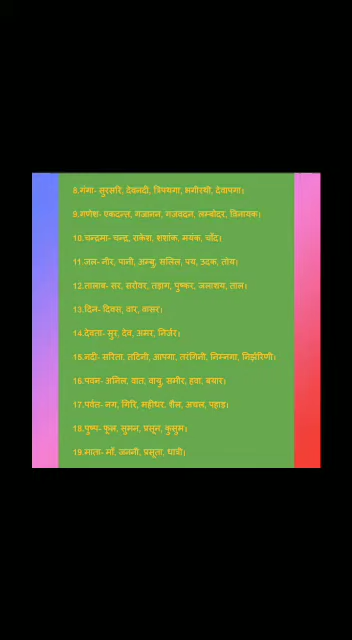 8.गंगा- सुरसरि, देवनदी, त्रिपथगा, भगीरथी, देवापगा।
9.गणेश- एकदन्त, गजानन, गजवदन, लम्बोदर, विनायक।
10.चन्द्रमा- चन्द्र, राकेश, शशांक, मयंक, चाँद।
11.जल- नीर, पानी, अम्बु, सलिल, पय, उदक, तोय।
12.तालाब- सर, सरोवर, तड़ाग, पुष्कर, जलाशय, ताल।
13.दिन- दिवस, वार, वासर।
14.देवता- सुर, देव, अमर, निर्जर।
15.नदी- सरिता, तटिनी, आपगा, तरंगिनी, निम्नगा, निर्झरिणी।
16.पवन- अनिल, वात, वायु, समीर, हवा, बयार।
17.पर्वत- नग, गिरि, महीधर, शैल, अचल, पहाड़।
18.पुष्प- फूल, सुमन, प्रसून, कुसुम।
19.माता- माँ, जननी, प्रसूता, धात्री।